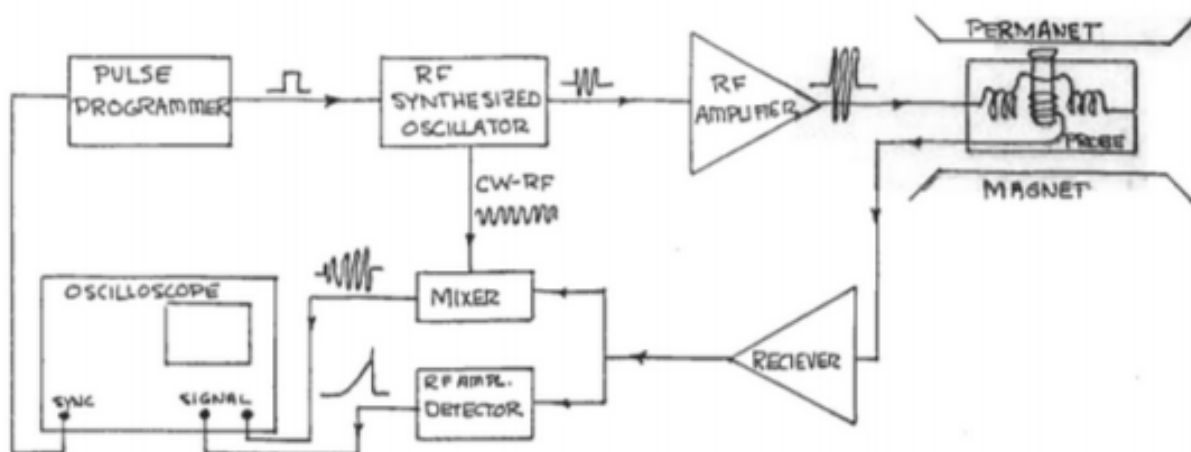 PULSE
PROGRAMMER
RF
SYNTHESIZED
OSCILLATOR
RF
AMPLIFIER
PERMANET
PROBE
MAGNET
CW-RF
OSCILLOSCOPE
SYNC
SIGNAL
MIXER
RF AMPL.
DETECTOR
RECIEVER